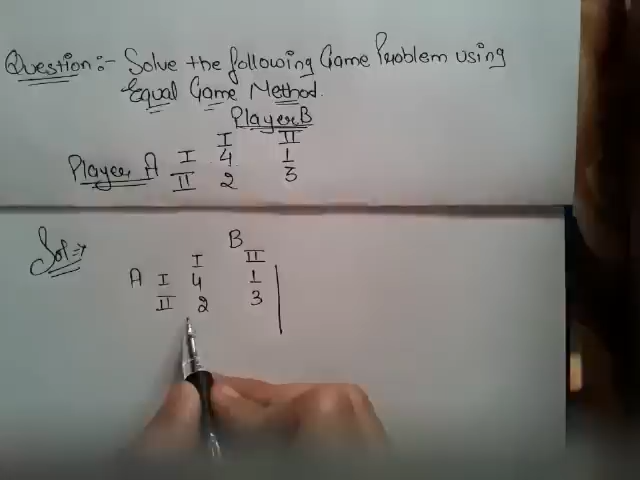 Question:- Solve the following Game Problem using
Equal Game Method.
Player B
I II
Player A I 4 1
II 2 3
Sol:->
B
I II
A I 4 1
II 2 3